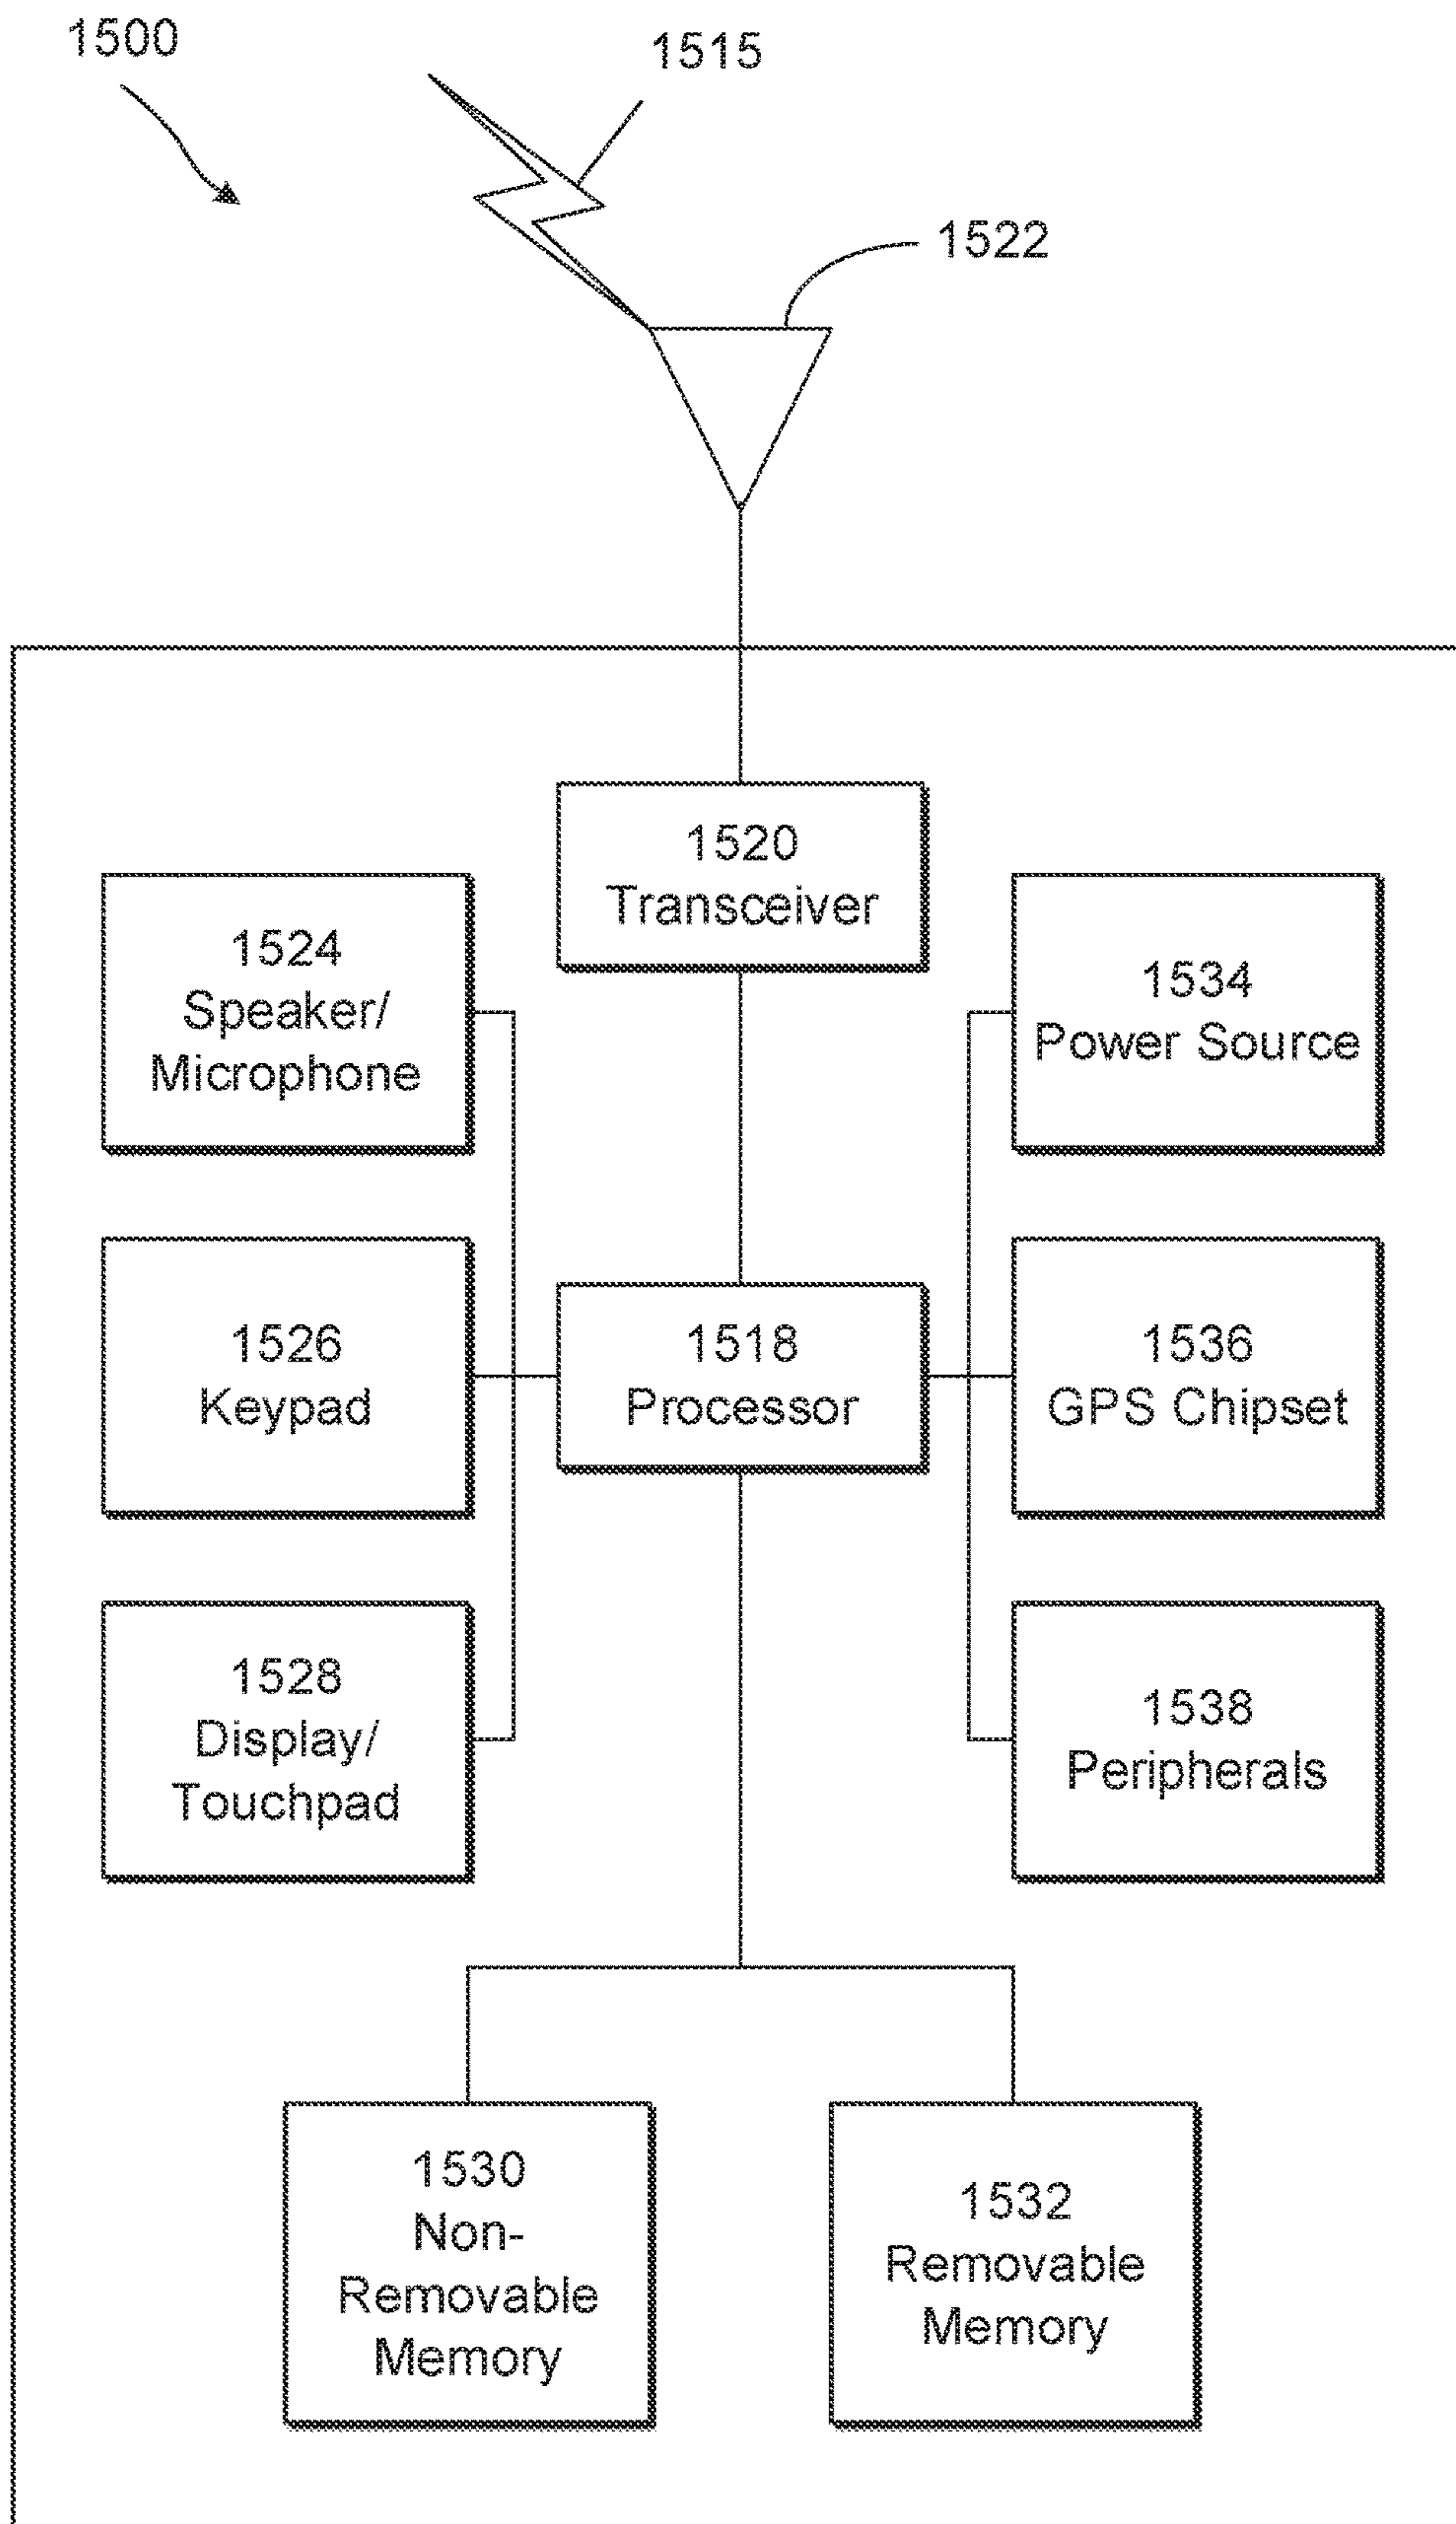 1500
1515
1522
1520
Transceiver
1524
Speaker/
Microphone
1534
Power Source
1526
Keypad
1518
Processor
1536
GPS Chipset
1528
Display/
Touchpad
1538
Peripherals
1530
Non-
Removable
Memory
1532
Removable
Memory